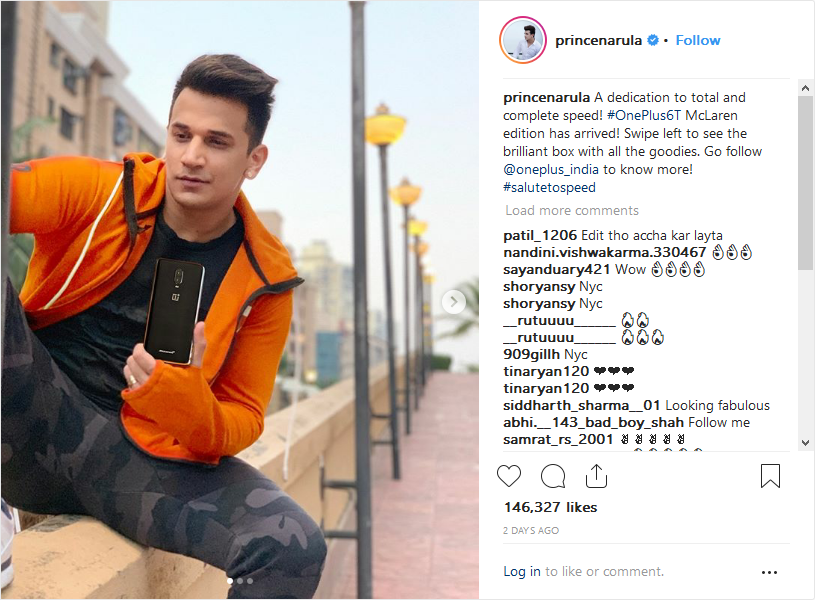 princenarula • Follow
princenarula A dedication to total and
complete speed! #OnePlus6T McLaren
edition has arrived! Swipe left to see the
brilliant box with all the goodies. Go follow
@oneplus_india to know more!
#salutetospeed
Load more comments
patil_1206 Edit tho accha kar layta
nandini.vishwakarma.330467 👌👌👌
sayanduary421 Wow 👌👌👌👌
shoryansy Nyc
shoryansy Nyc
__rutuuuu______ 🔥🔥
__rutuuuu______ 🔥🔥🔥
909gillh Nyc
tinaryan120 ❤❤❤
tinaryan120 ❤❤❤
siddharth_sharma__01 Looking fabulous
abhi.__143_bad_boy_shah Follow me
samrat_rs_2001 ✌✌✌✌✌
146,327 likes
2 DAYS AGO
Log in to like or comment.